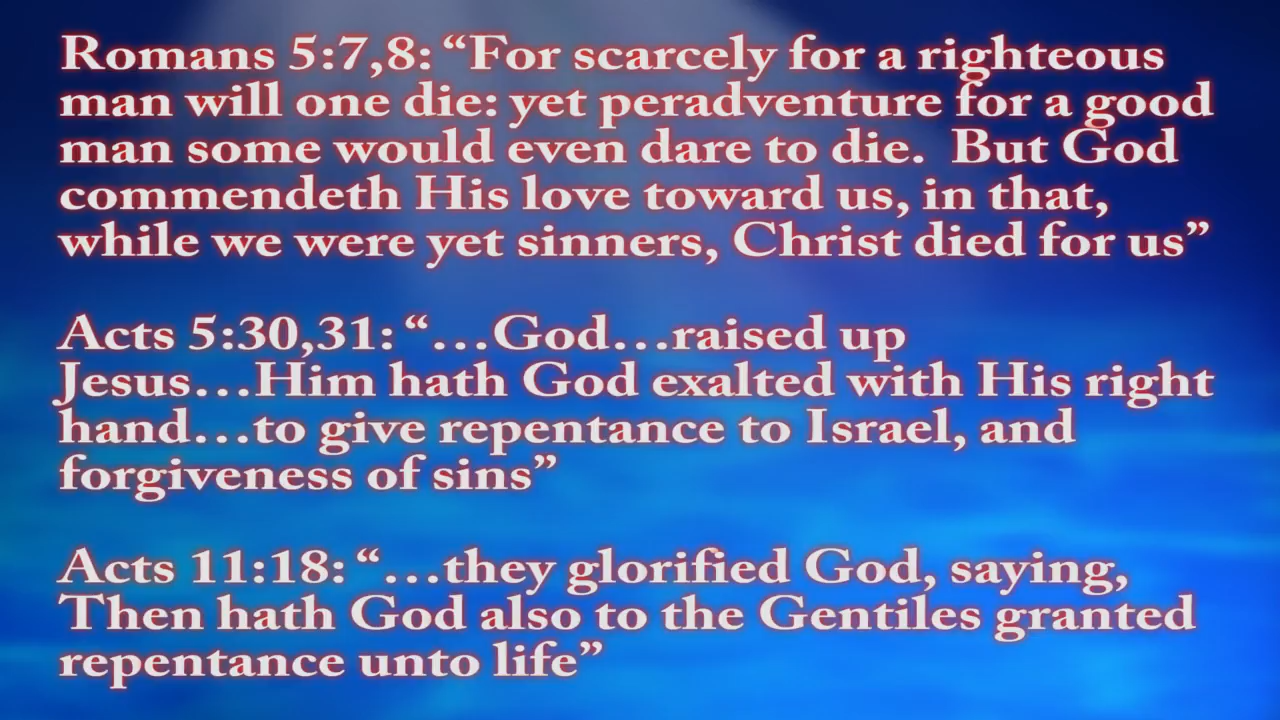 Romans 5:7,8: “For scarcely for a righteous
man will one die: yet peradventure for a good
man some would even dare to die.  But God
commendeth His love toward us, in that,
while we were yet sinners, Christ died for us”
Acts 5:30,31: “…God…raised up
Jesus…Him hath God exalted with His right
hand…to give repentance to Israel, and
forgiveness of sins”
Acts 11:18: “…they glorified God, saying,
Then hath God also to the Gentiles granted
repentance unto life”